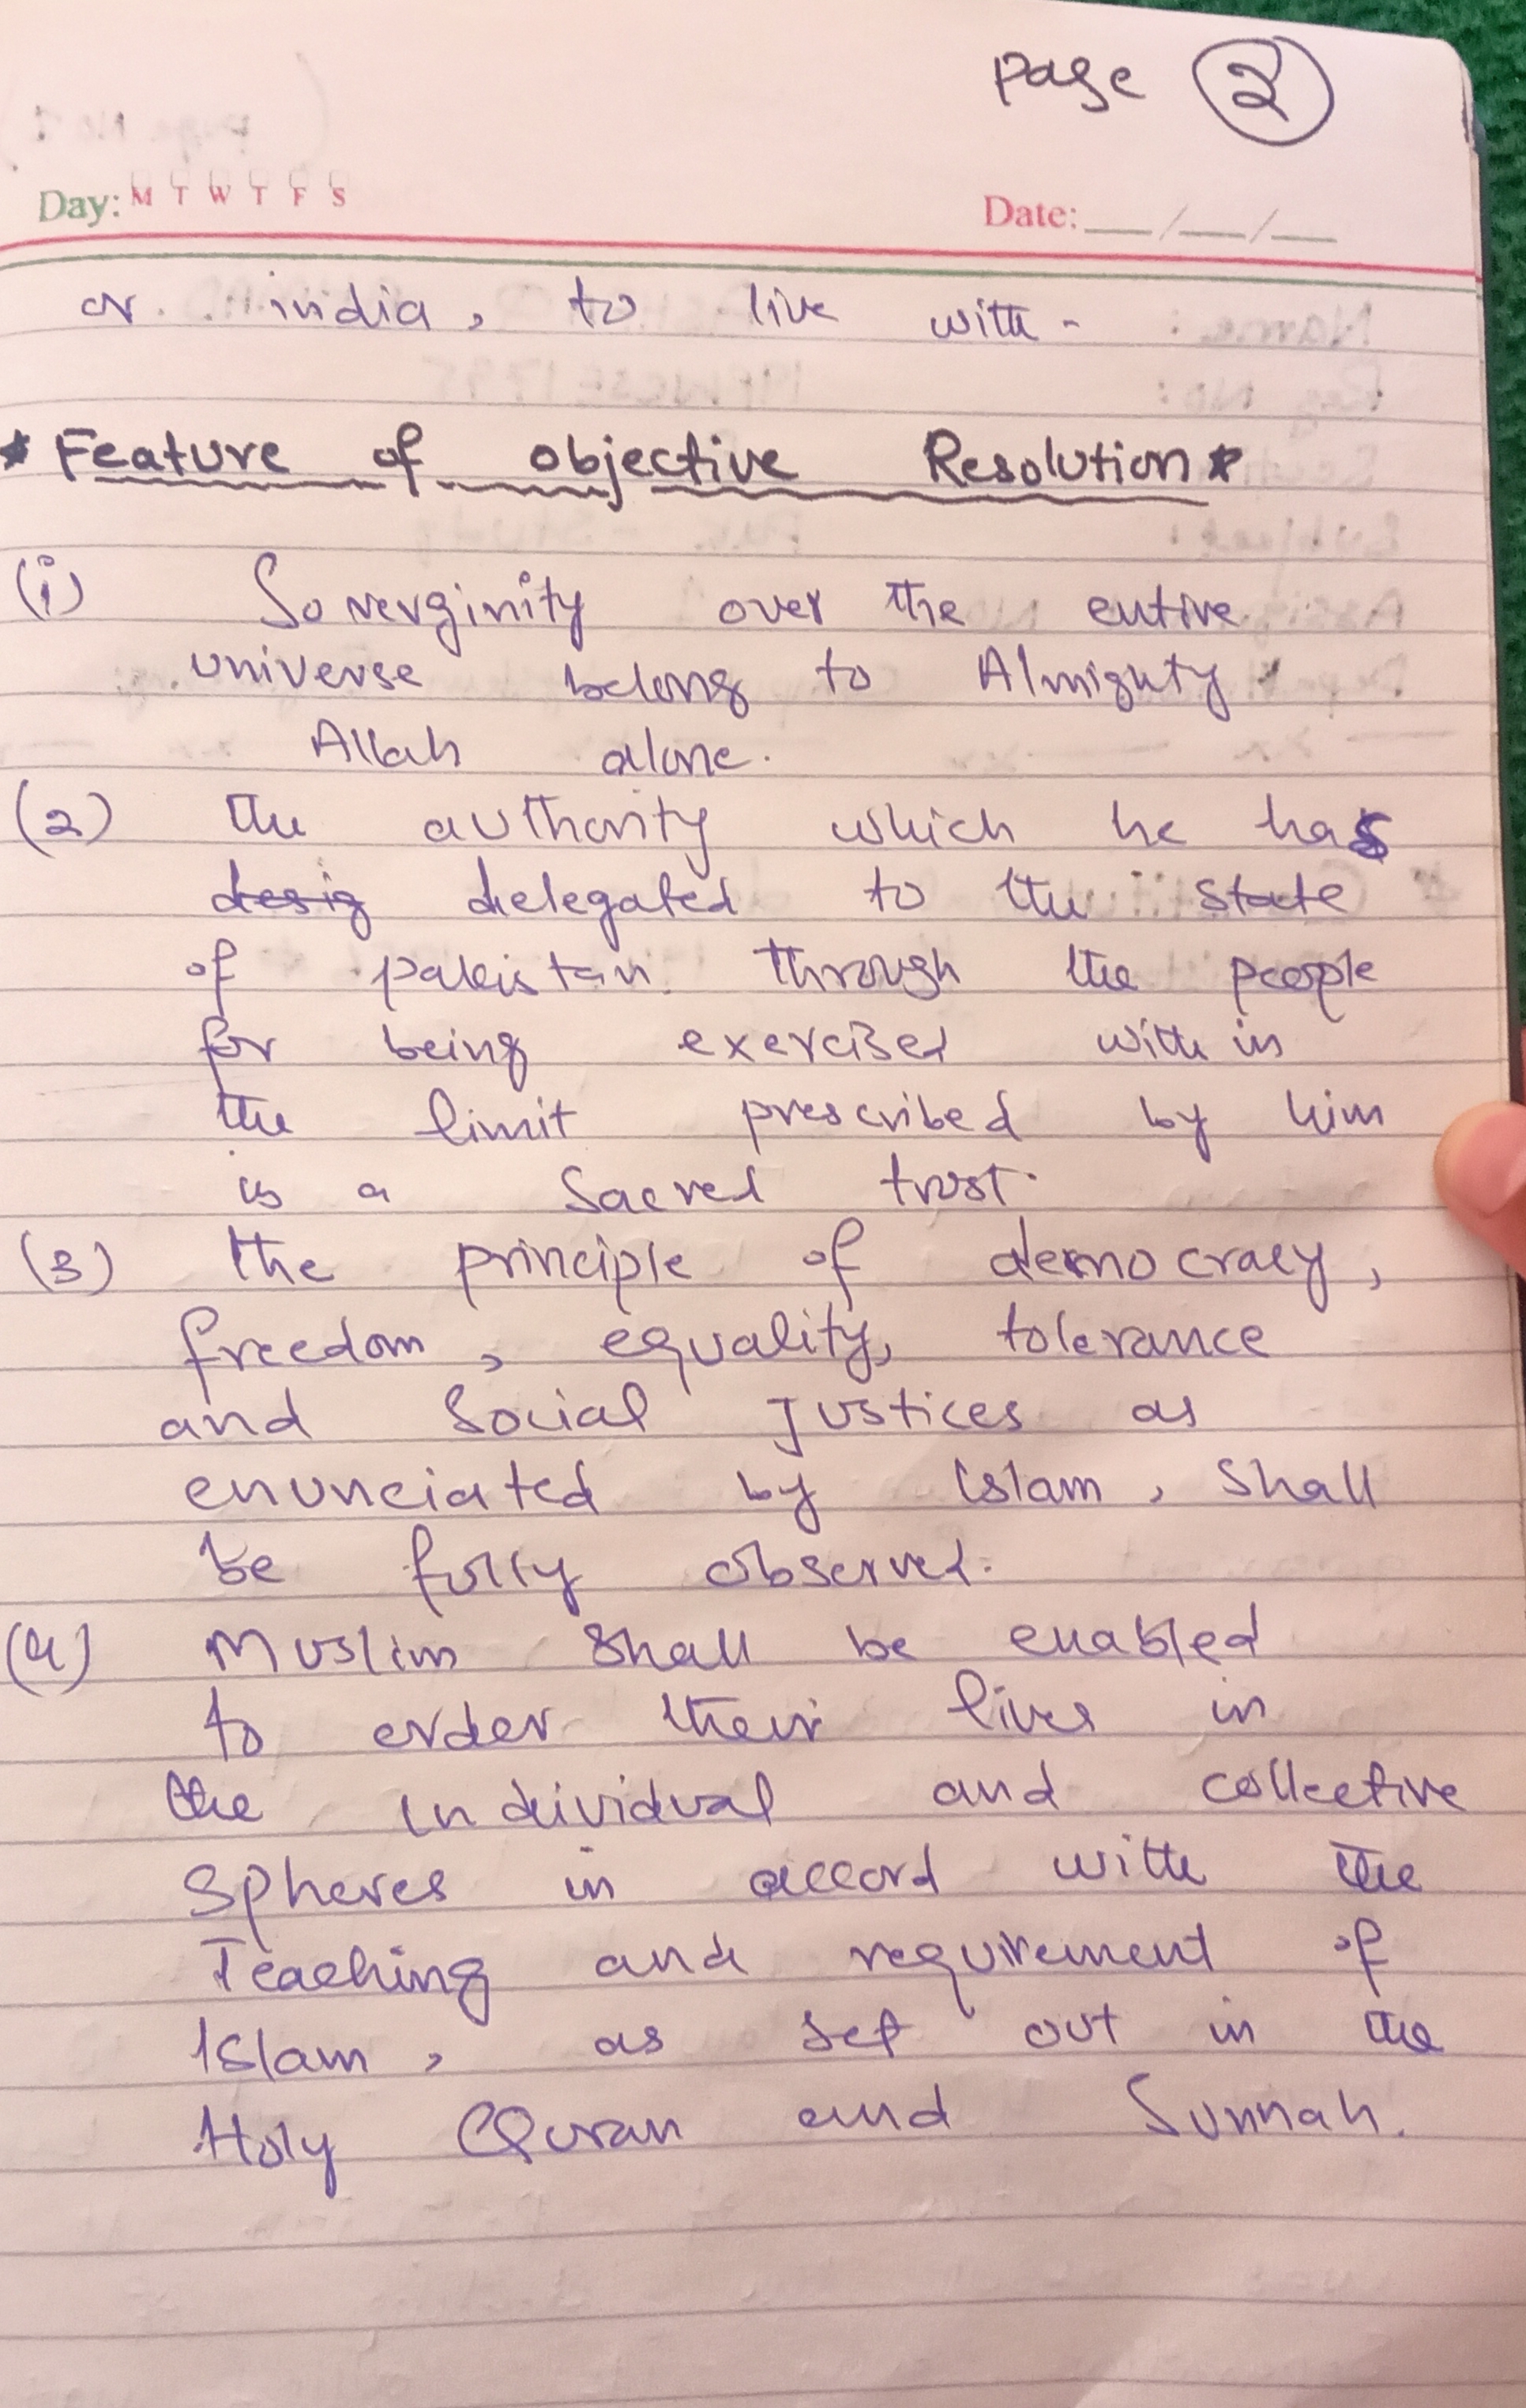 Page 2
Day: M T W T F S Date: __/__/__
or india, to live with -
* Feature of objective Resolution *
(i) Soverginity over the entire
universe belong to Almighty
Allah alone.
(2) The authority which he has
desig delegated to the state
of pakistan through the people
for being exercised with in
the limit prescribed by him
is a Sacred trust.
(3) The principle of democracy,
freedom, equality, tolerance
and Social Justices as
enunciated by Islam, Shall
be fully observed.
(4) Muslim Shall be enabled
to order their lives in
the individual and collective
Spheres in accord with the
Teaching and requirement of
Islam, as set out in the
Holy Quran and Sunnah.